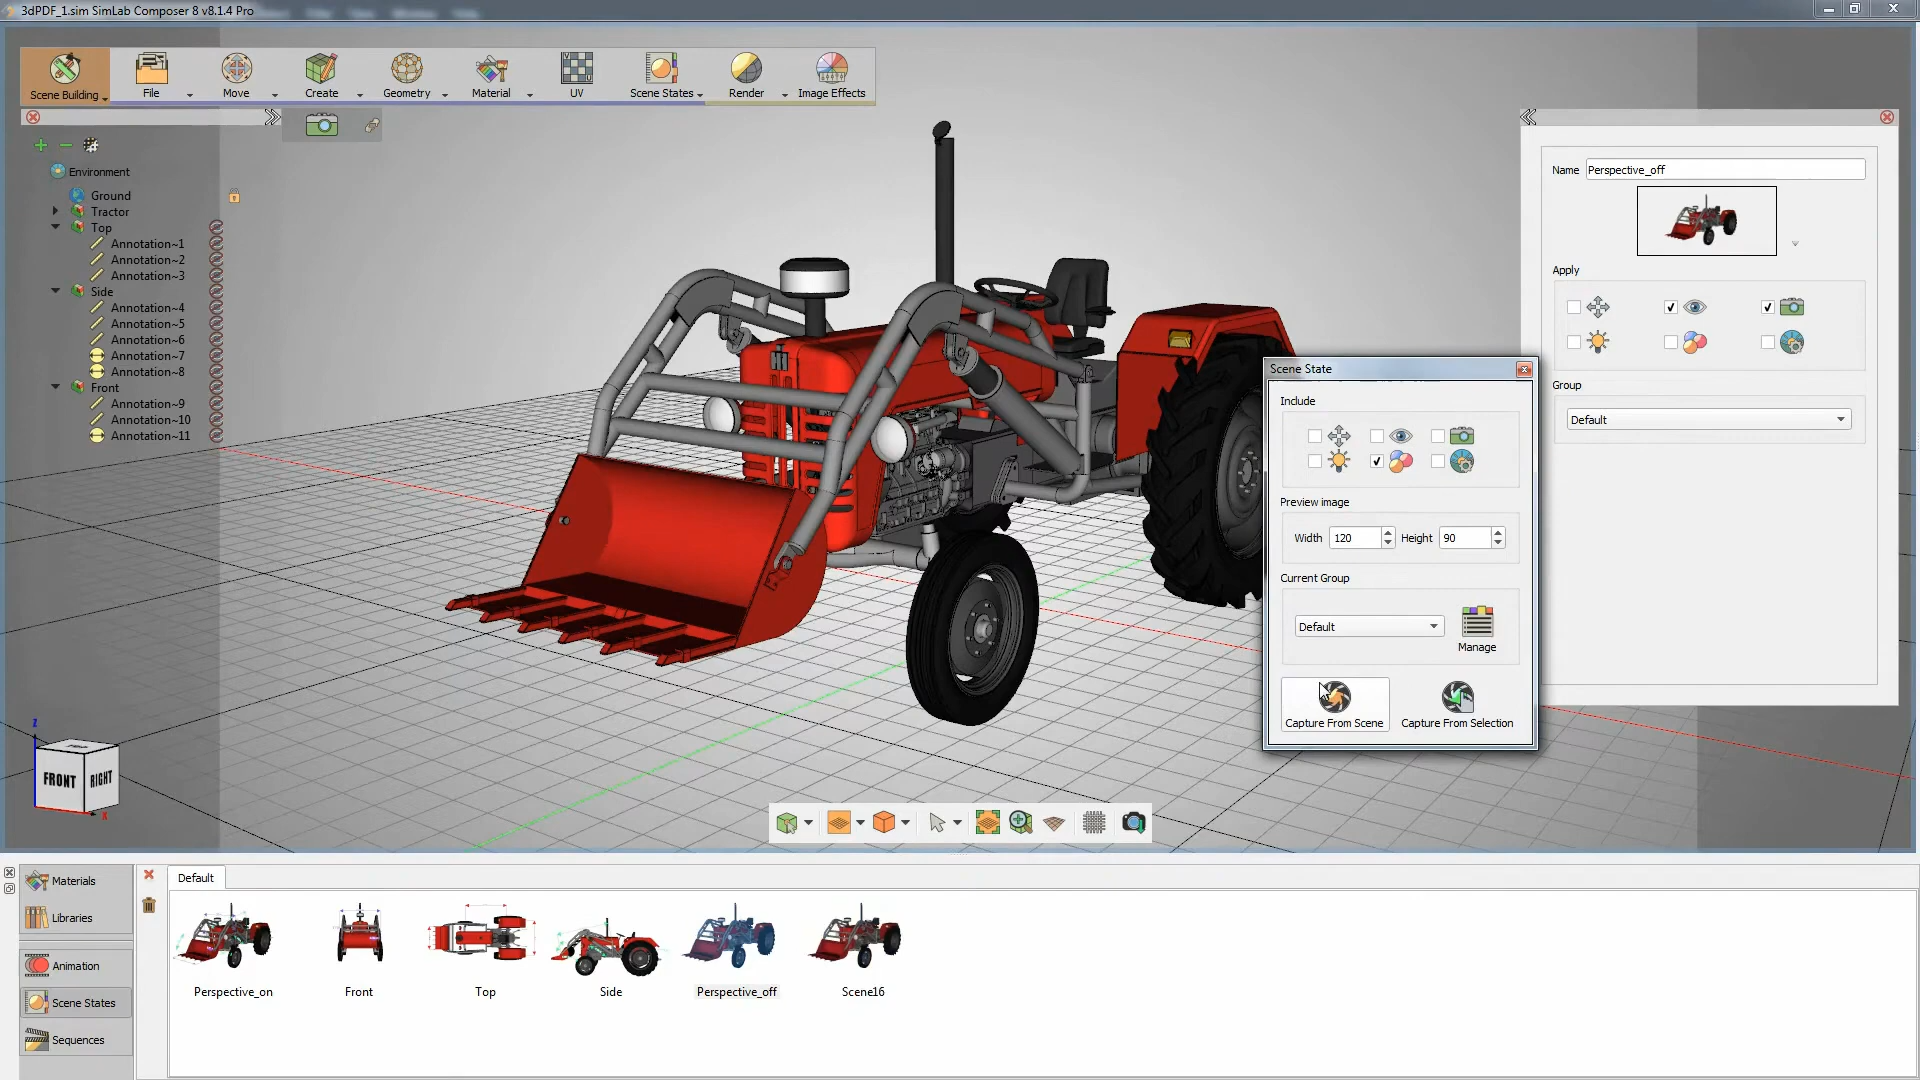 3dPDF_1.sim SimLab Composer 8 v8.1.4 Pro
Scene Building
File
Move
Create
Geometry
Material
UV
Scene States
Render
Image Effects
Environment
Ground
Tractor
Top
Annotation~1
Annotation~2
Annotation~3
Side
Annotation~4
Annotation~5
Annotation~6
Annotation~7
Annotation~8
Front
Annotation~9
Annotation~10
Annotation~11
Name Perspective_off
Apply
Group
Default
Scene State
Include
Preview image
Width 120 Height 90
Current Group
Default
Manage
Capture From Scene
Capture From Selection
Z
FRONT RIGHT
X
Materials
Libraries
Animation
Scene States
Sequences
Default
Perspective_on
Front
Top
Side
Perspective_off
Scene16